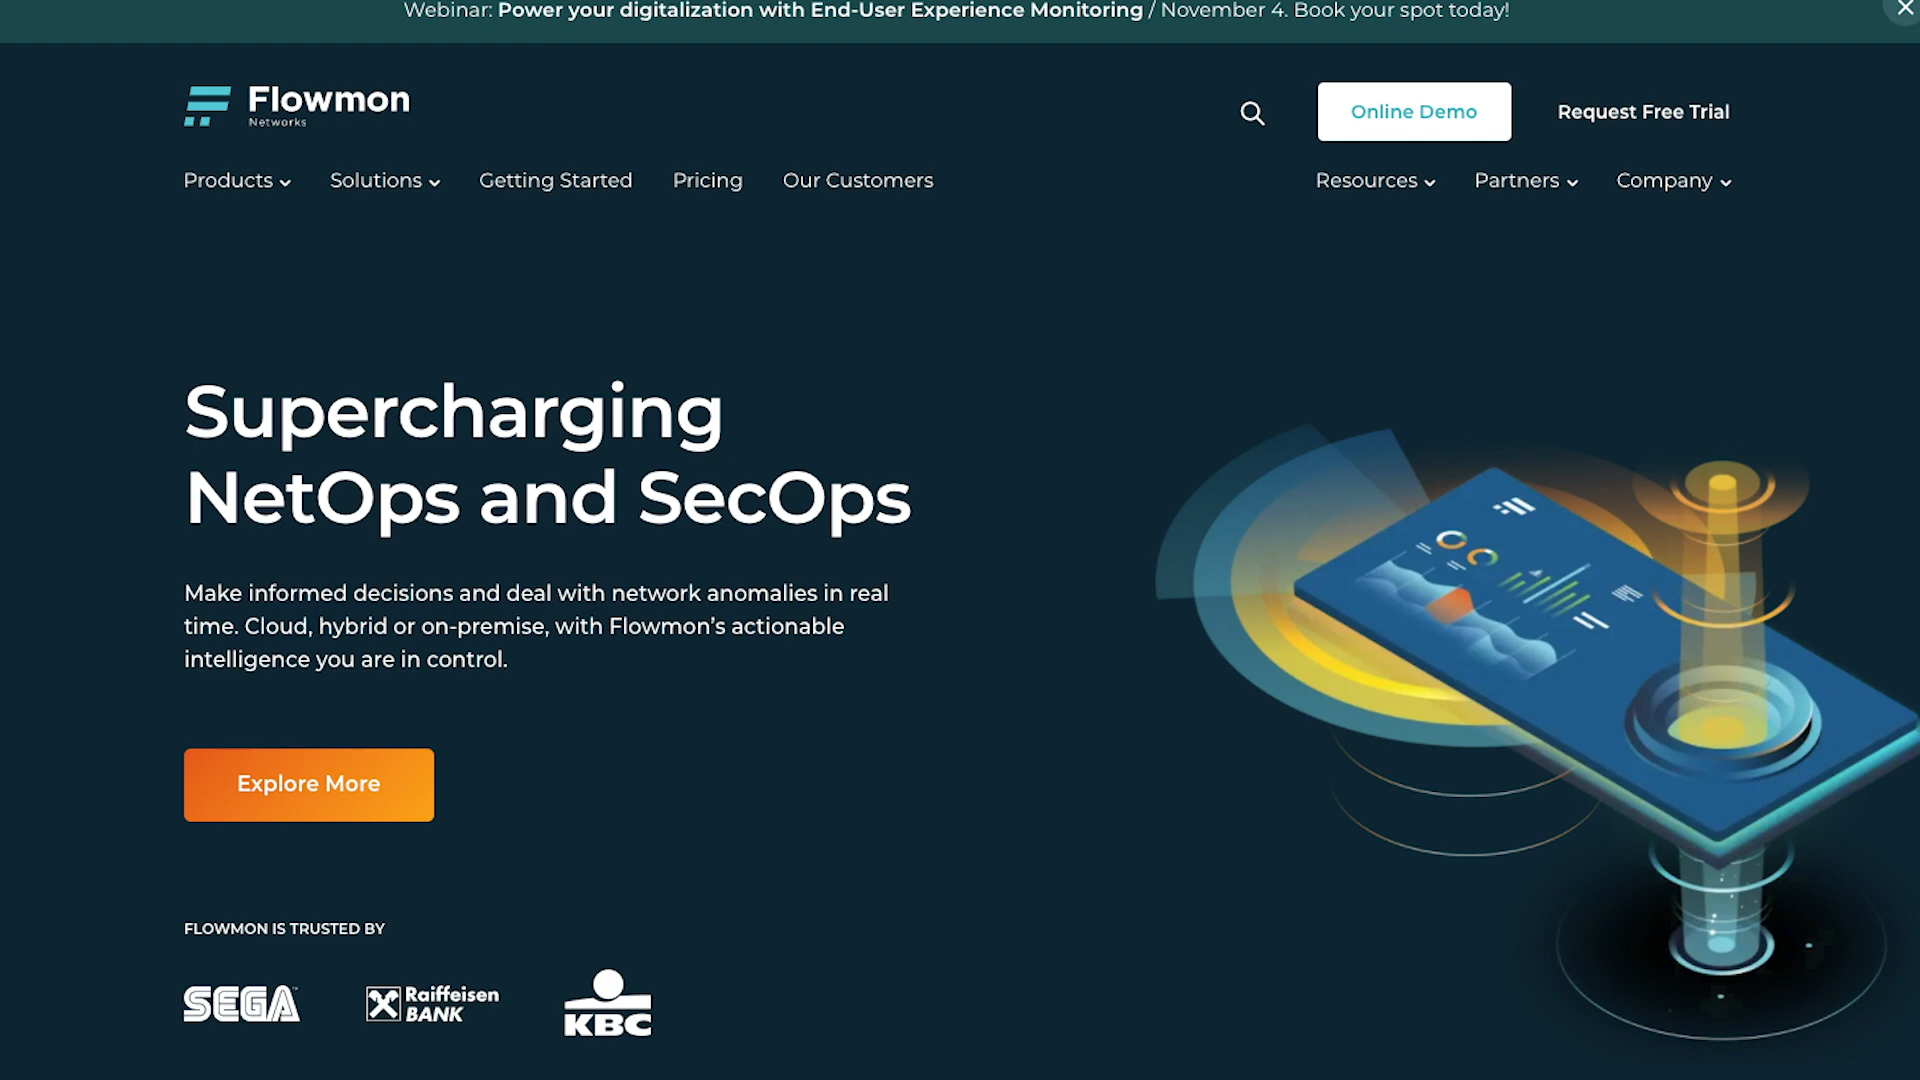 Webinar: Power your digitalization with End-User Experience Monitoring / November 4. Book your spot today!
Flowmon
Networks
Online Demo
Request Free Trial
Products
Solutions
Getting Started
Pricing
Our Customers
Resources
Partners
Company
Supercharging
NetOps and SecOps
Make informed decisions and deal with network anomalies in real
time. Cloud, hybrid or on-premise, with Flowmon’s actionable
intelligence you are in control.
Explore More
FLOWMON IS TRUSTED BY
SEGA
Raiffeisen
BANK
KBC